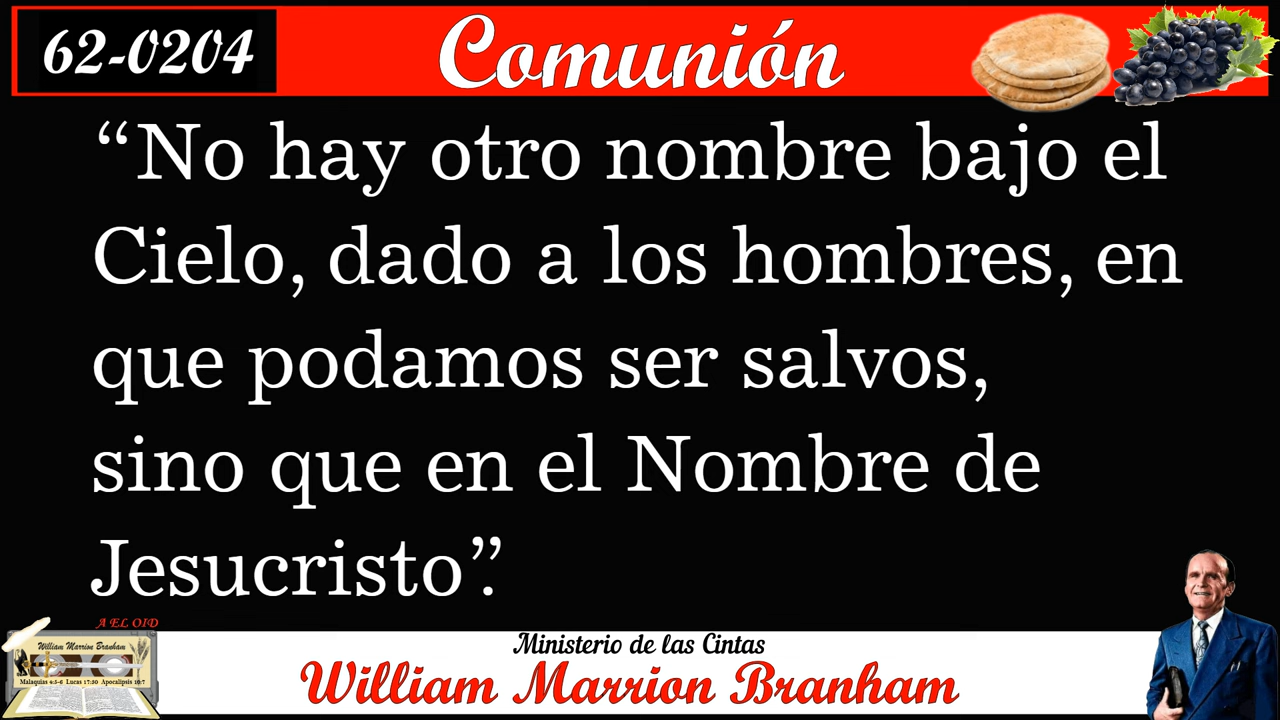 62-0204
Comunión
“No hay otro nombre bajo el
Cielo, dado a los hombres, en
que podamos ser salvos,
sino que en el Nombre de
Jesucristo”.
A EL OID
William Marrion Branham
Malaquias 4:5-6 Lucas 17:30 Apocalipsis 10:7
Ministerio de las Cintas
William Marrion Branham